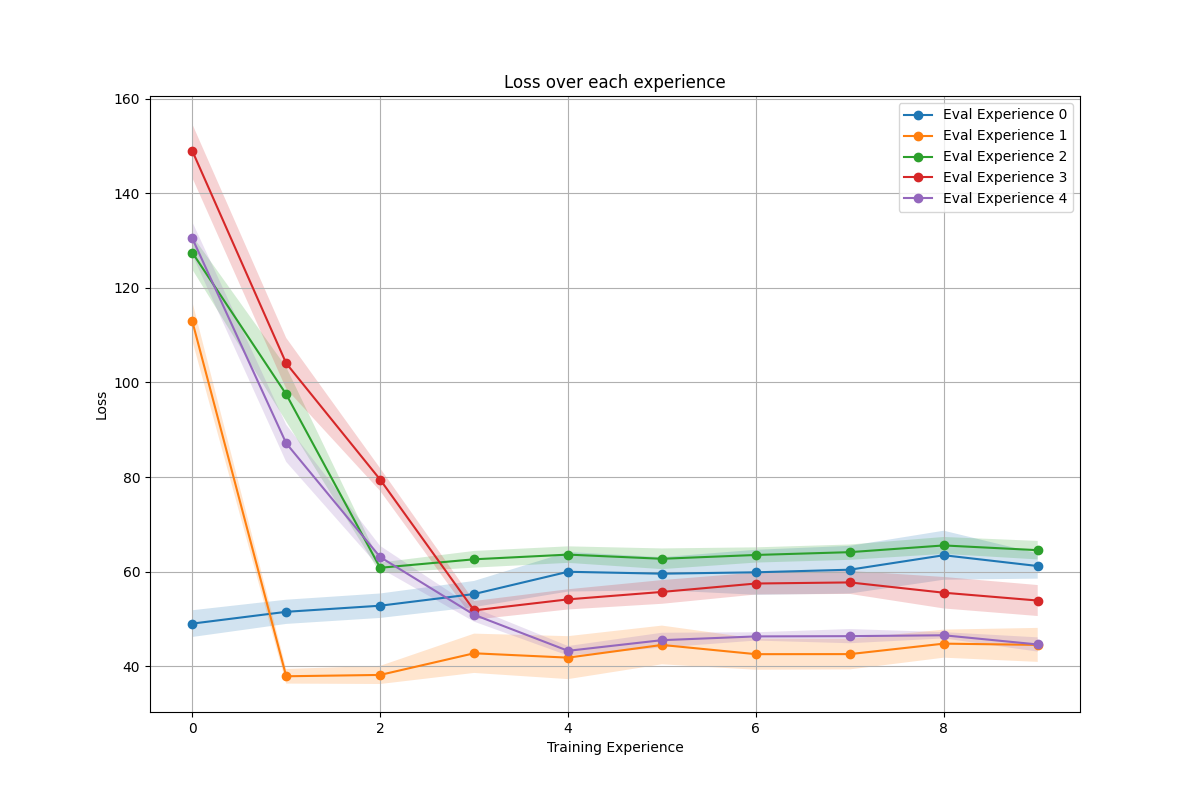 Loss over each experience
160
140
120
100
80
60
40
Loss
0
2
4
6
8
Training Experience
Eval Experience 0
Eval Experience 1
Eval Experience 2
Eval Experience 3
Eval Experience 4